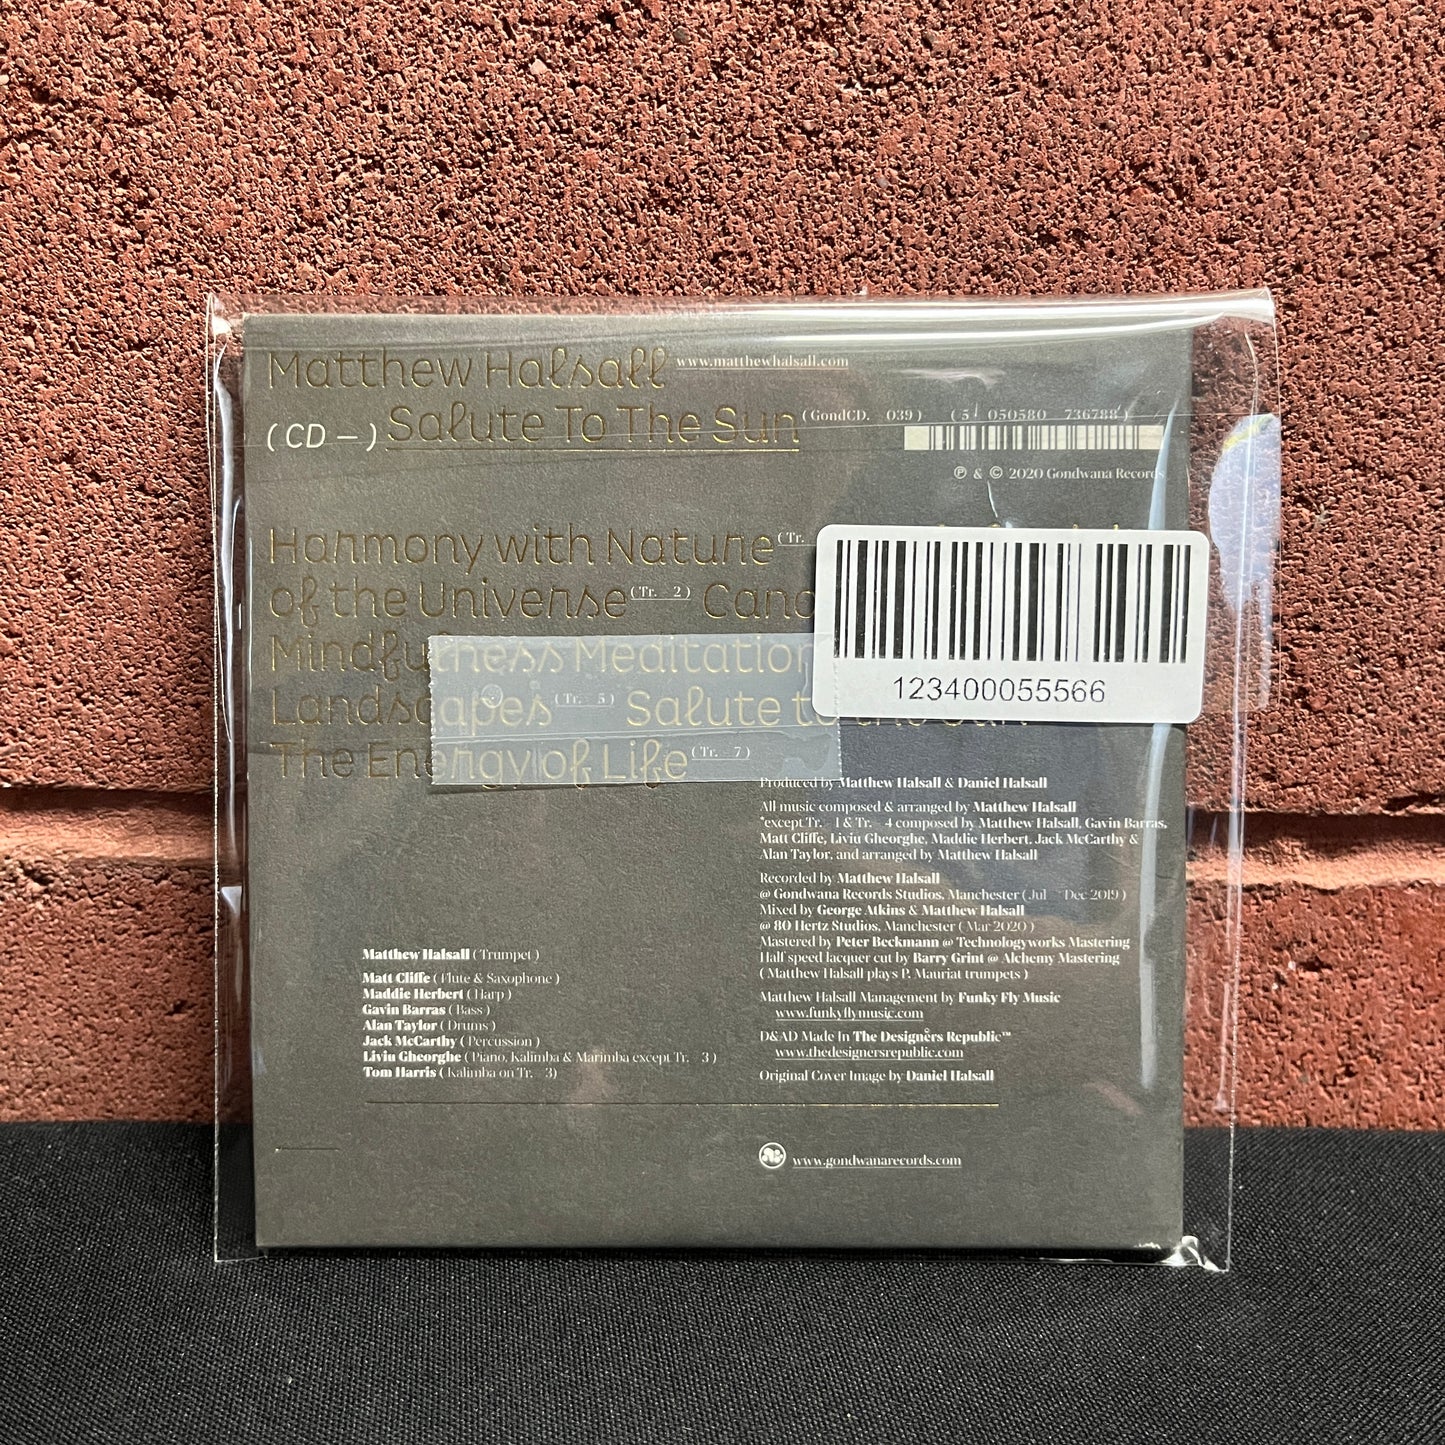 Matthew Halsall www.matthewhalsall.com
(CD –) Salute To The Sun (GondCD. 039) (5 050580 736788)
℗ & © 2020 Gondwana Records
Harmony with Nature (Tr.
of the Universe (Tr. 2)
Mindfulness Meditation
Landscapes (Tr. 5) Salute to the Sun
The Energy of Life (Tr. 7)
123400055566
Produced by Matthew Halsall & Daniel Halsall
All music composed & arranged by Matthew Halsall
*except Tr. 1 & Tr. 4 composed by Matthew Halsall, Gavin Barras,
Matt Cliffe, Liviu Gheorghe, Maddie Herbert, Jack McCarthy &
Alan Taylor, and arranged by Matthew Halsall
Recorded by Matthew Halsall
@ Gondwana Records Studios, Manchester (Jul – Dec 2019)
Mixed by George Atkins & Matthew Halsall
@ 80 Hertz Studios, Manchester (Mar 2020)
Mastered by Peter Beckmann @ Technologyworks Mastering
Half speed lacquer cut by Barry Grint @ Alchemy Mastering
(Matthew Halsall plays P. Mauriat trumpets)
Matthew Halsall Management by Funky Fly Music
www.funkyflymusic.com
D&AD Made In The Designers Republic™
www.thedesignersrepublic.com
Original Cover Image by Daniel Halsall
Matthew Halsall (Trumpet)
Matt Cliffe (Flute & Saxophone)
Maddie Herbert (Harp)
Gavin Barras (Bass)
Alan Taylor (Drums)
Jack McCarthy (Percussion)
Liviu Gheorghe (Piano, Kalimba & Marimba except Tr. 3)
Tom Harris (Kalimba on Tr. 3)
www.gondwanarecords.com